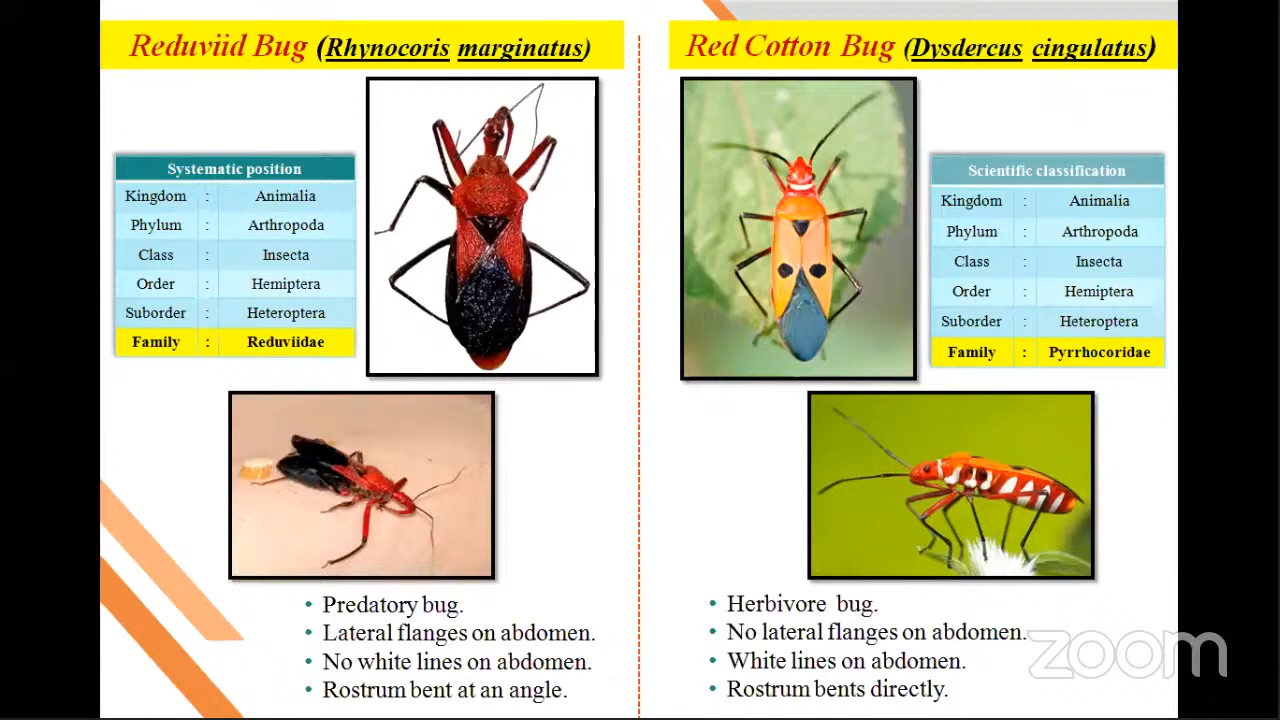 Reduviid Bug (Rhynocoris marginatus)
Systematic position
Kingdom : Animalia
Phylum : Arthropoda
Class : Insecta
Order : Hemiptera
Suborder : Heteroptera
Family : Reduviidae
• Predatory bug.
• Lateral flanges on abdomen.
• No white lines on abdomen.
• Rostrum bent at an angle.
Red Cotton Bug (Dysdercus cingulatus)
Scientific classification
Kingdom : Animalia
Phylum : Arthropoda
Class : Insecta
Order : Hemiptera
Suborder : Heteroptera
Family : Pyrrhocoridae
• Herbivore bug.
• No lateral flanges on abdomen.
• White lines on abdomen.
• Rostrum bents directly.
zoom